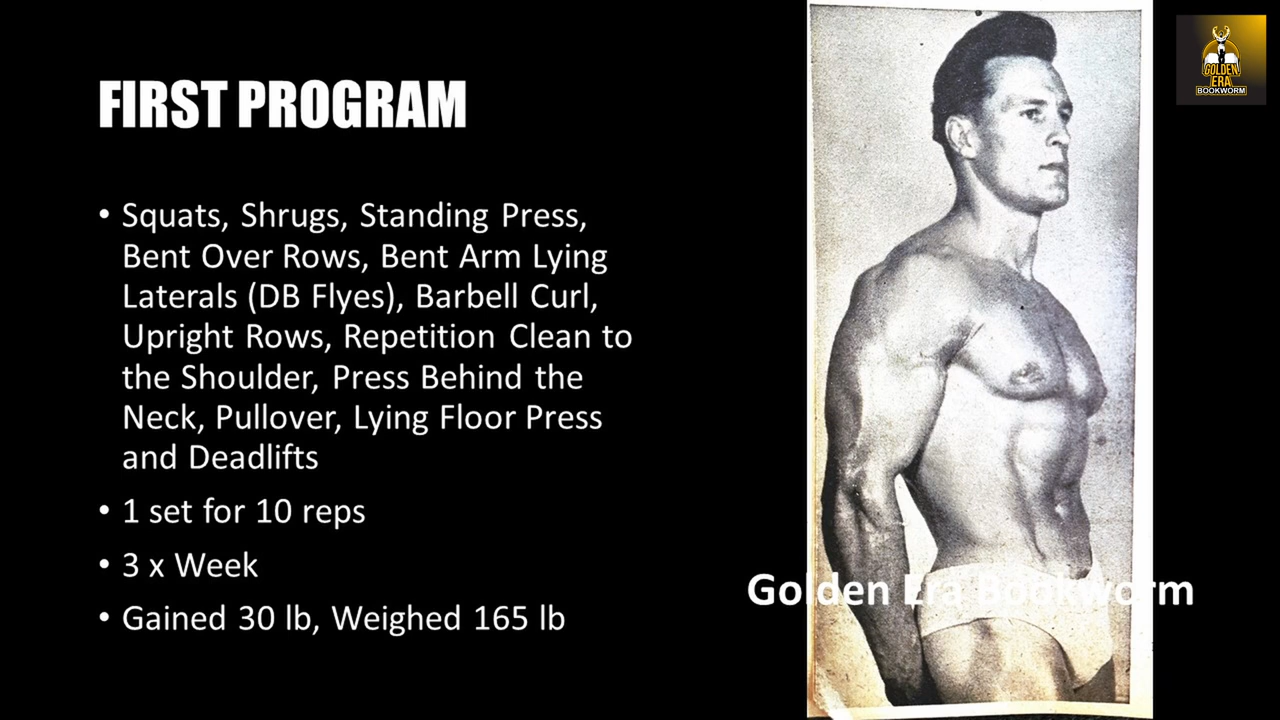 FIRST PROGRAM
• Squats, Shrugs, Standing Press,
Bent Over Rows, Bent Arm Lying
Laterals (DB Flyes), Barbell Curl,
Upright Rows, Repetition Clean to
the Shoulder, Press Behind the
Neck, Pullover, Lying Floor Press
and Deadlifts
• 1 set for 10 reps
• 3 x Week
• Gained 30 lb, Weighed 165 lb
GOLDEN
ERA
BOOKWORM
Golden Era Bookworm